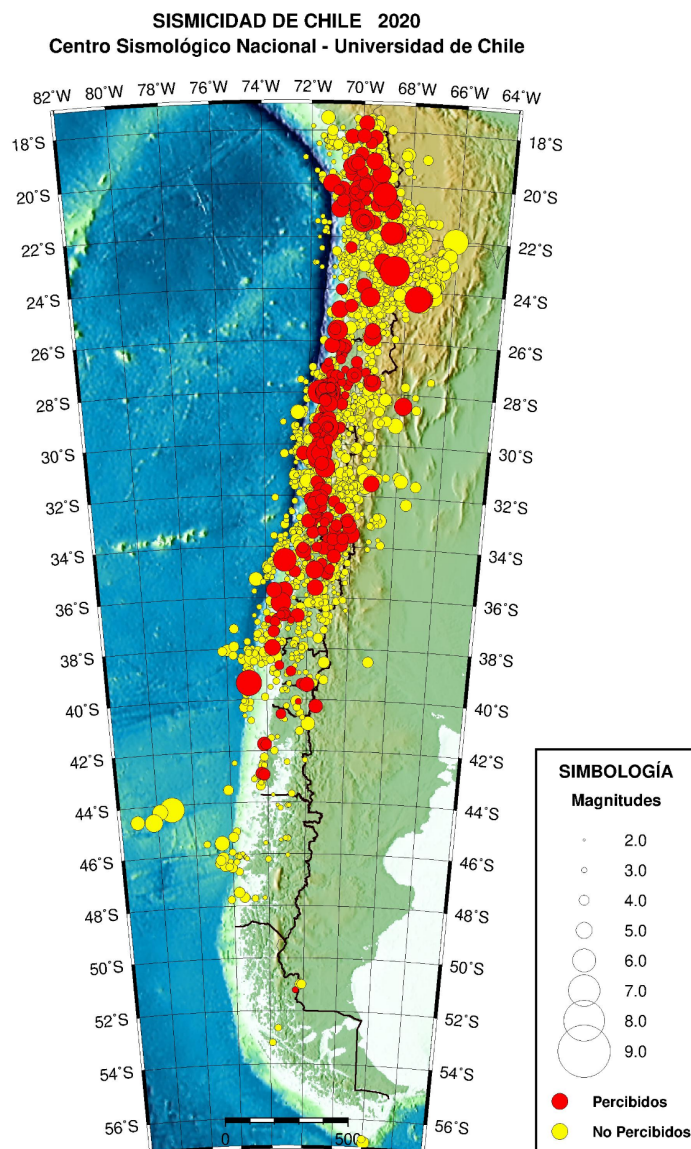 SISMICIDAD DE CHILE 2020
Centro Sismológico Nacional - Universidad de Chile
82˚W 80˚W 78˚W 76˚W 74˚W 72˚W 70˚W 68˚W 66˚W 64˚W
18˚S 18˚S
20˚S 20˚S
22˚S 22˚S
24˚S 24˚S
26˚S 26˚S
28˚S 28˚S
30˚S 30˚S
32˚S 32˚S
34˚S 34˚S
36˚S 36˚S
38˚S 38˚S
40˚S 40˚S
42˚S 42˚S
44˚S 44˚S
46˚S 46˚S
48˚S 48˚S
50˚S 50˚S
52˚S 52˚S
54˚S 54˚S
56˚S 56˚S
0 500
SIMBOLOGÍA
Magnitudes
2.0
3.0
4.0
5.0
6.0
7.0
8.0
9.0
Percibidos
No Percibidos